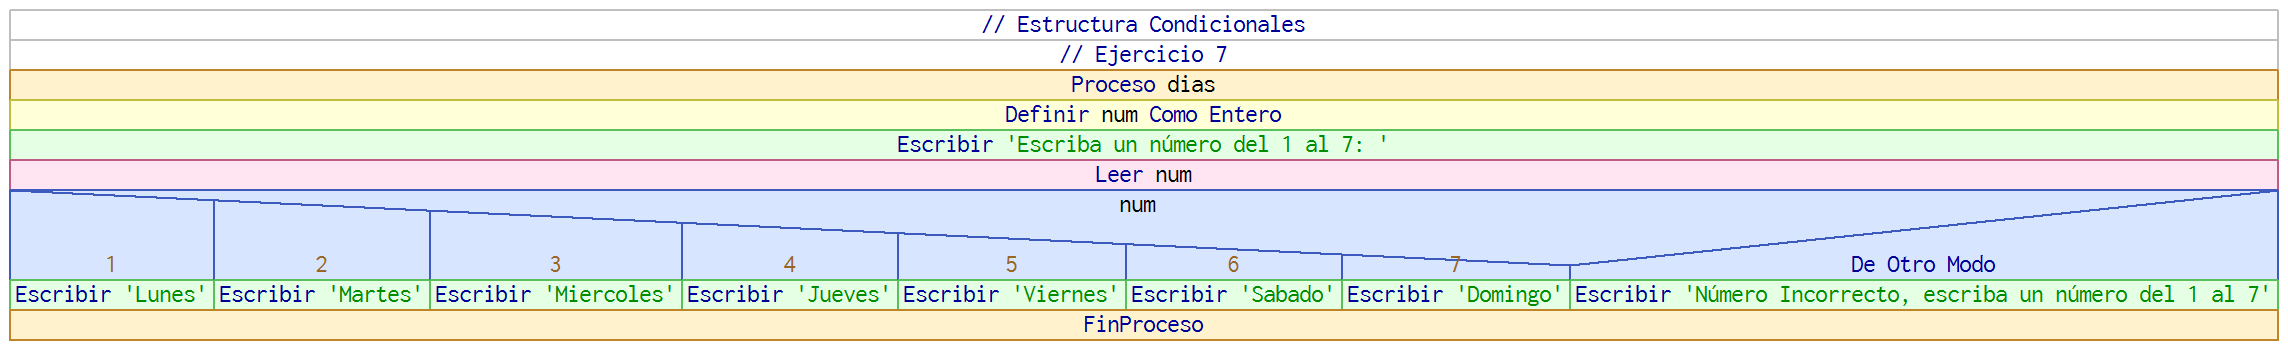 // Estructura Condicionales
// Ejercicio 7
Proceso dias
Definir num Como Entero
Escribir 'Escriba un número del 1 al 7: '
Leer num
num
1 2 3 4 5 6 7 De Otro Modo
Escribir 'Lunes' Escribir 'Martes' Escribir 'Miercoles' Escribir 'Jueves' Escribir 'Viernes' Escribir 'Sabado' Escribir 'Domingo' Escribir 'Número Incorrecto, escriba un número del 1 al 7'
FinProceso